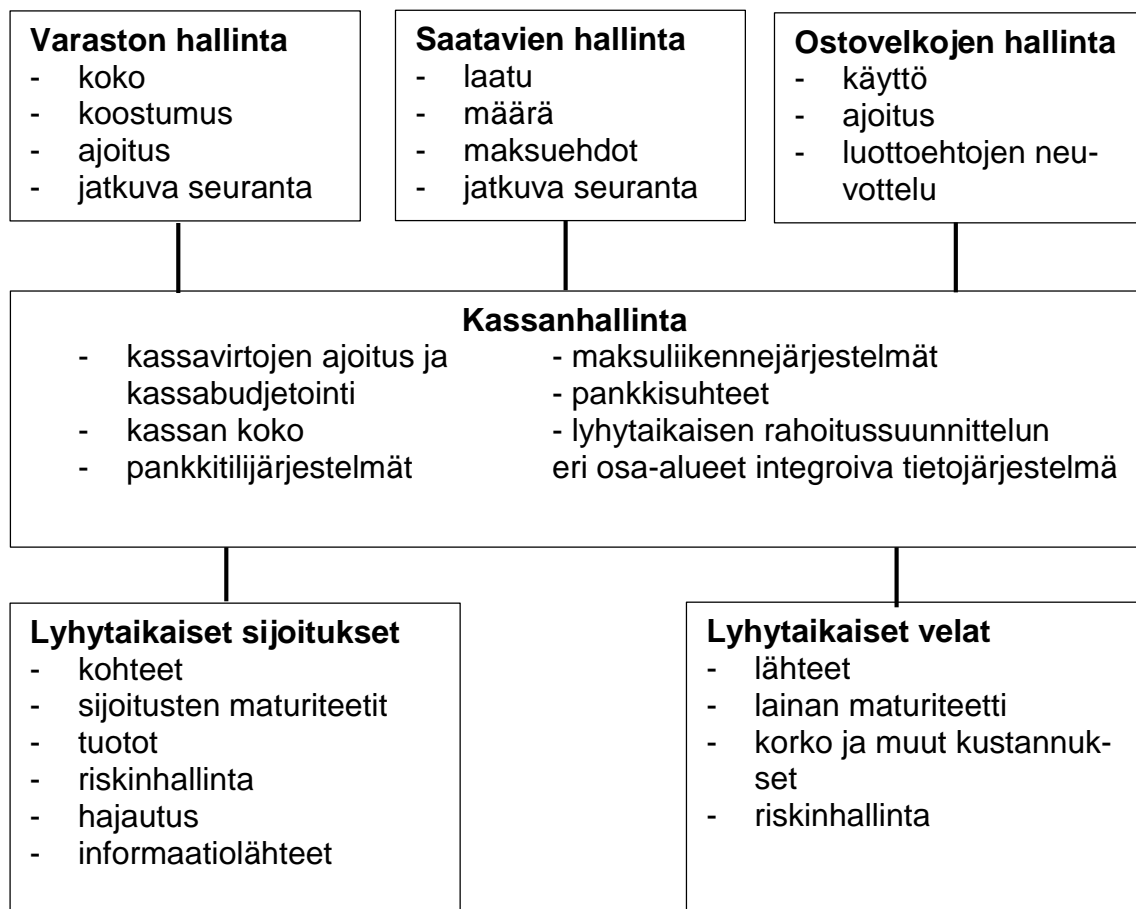 Varaston hallinta
- koko
- koostumus
- ajoitus
- jatkuva seuranta
Saatavien hallinta
- laatu
- määrä
- maksuehdot
- jatkuva seuranta
Ostovelkojen hallinta
- käyttö
- ajoitus
- luottoehtojen neu-
vottelu
Kassanhallinta
- kassavirtojen ajoitus ja
kassabudjetointi
- kassan koko
- pankkitilijärjestelmät
- maksuliikennejärjestelmät
- pankkisuhteet
- lyhytaikaisen rahoitussuunnittelun
eri osa-alueet integroiva tietojärjestelmä
Lyhytaikaiset sijoitukset
- kohteet
- sijoitusten maturiteetit
- tuotot
- riskinhallinta
- hajautus
- informaatiolähteet
Lyhytaikaiset velat
- lähteet
- lainan maturiteetti
- korko ja muut kustannuk-
set
- riskinhallinta